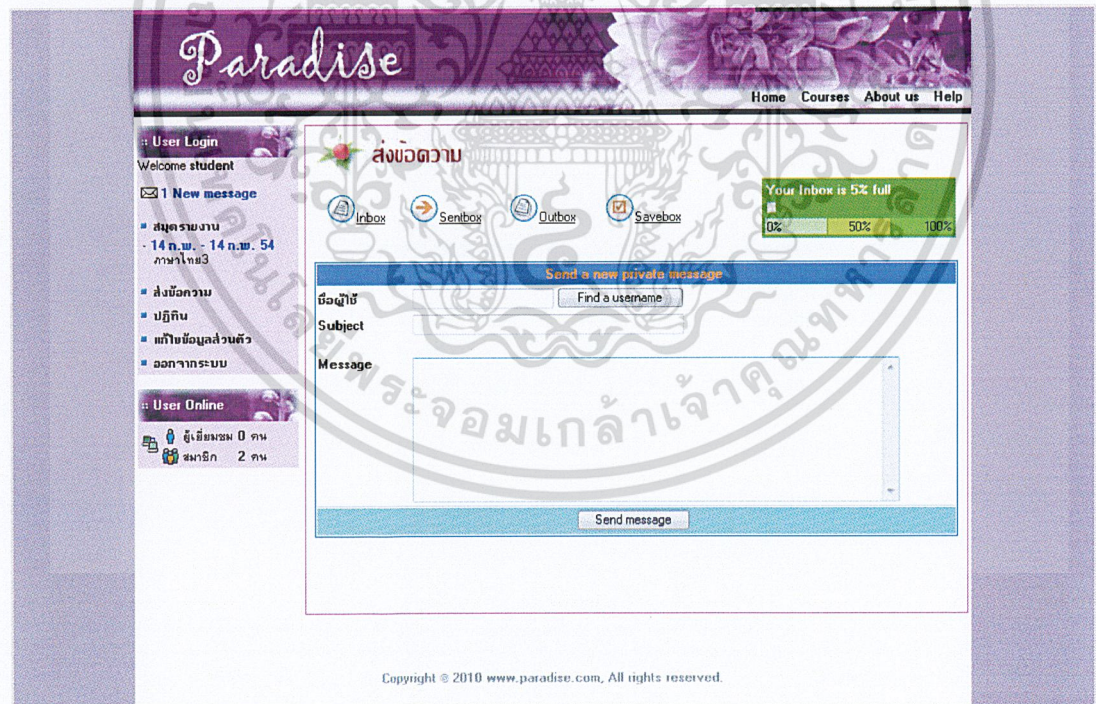 Paradise
Home Courses About us Help
:: User Login
Welcome student
1 New message
สมุดรายงาน
- 14 ก.พ. - 14 ก.พ. 54
ภาษาไทย3
ส่งข้อความ
ปฏิทิน
แก้ไขข้อมูลส่วนตัว
ออกจากระบบ
:: User Online
ผู้เยี่ยมชม 0 คน
สมาชิก 2 คน
ส่งข้อความ
Inbox Sentbox Outbox Savebox
Your Inbox is 5% full
0% 50% 100%
Send a new private message
ชื่อผู้ใช้ Find a username
Subject
Message
Send message
Copyright © 2010 www.paradise.com, All rights reserved.